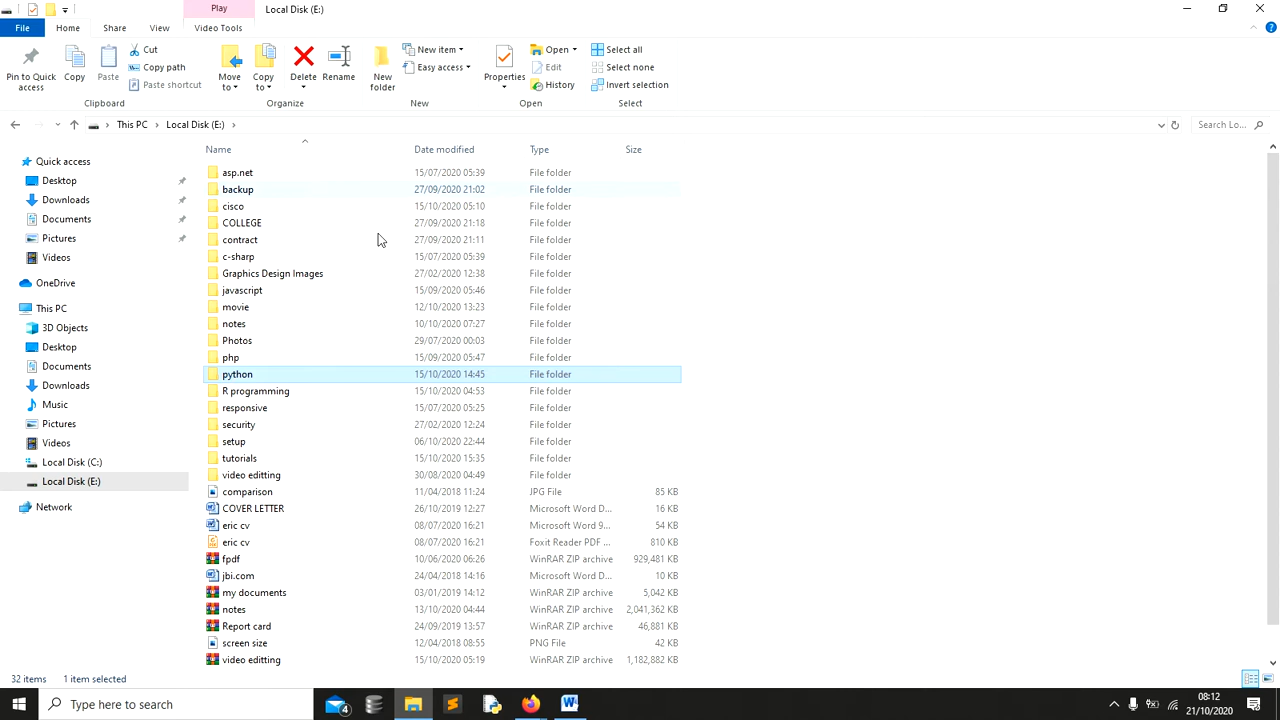 Play
Local Disk (E:)
File Home Share View Video Tools
Pin to Quick access
Copy
Paste
Cut
Copy path
Paste shortcut
Clipboard
Move to
Copy to
Delete
Rename
Organize
New folder
New item
Easy access
New
Properties
Open
Edit
History
Open
Select all
Select none
Invert selection
Select
This PC Local Disk (E:)
Search Lo...
Quick access
Desktop
Downloads
Documents
Pictures
Videos
OneDrive
This PC
3D Objects
Desktop
Documents
Downloads
Music
Pictures
Videos
Local Disk (C:)
Local Disk (E:)
Network
Name Date modified Type Size
asp.net 15/07/2020 05:39 File folder
backup 27/09/2020 21:02 File folder
cisco 15/10/2020 05:10 File folder
COLLEGE 27/09/2020 21:18 File folder
contract 27/09/2020 21:11 File folder
c-sharp 15/07/2020 05:39 File folder
Graphics Design Images 27/02/2020 12:38 File folder
javascript 15/09/2020 05:46 File folder
movie 12/10/2020 13:23 File folder
notes 10/10/2020 07:27 File folder
Photos 29/07/2020 00:03 File folder
php 15/09/2020 05:47 File folder
python 15/10/2020 14:45 File folder
R programming 15/10/2020 04:53 File folder
responsive 15/07/2020 05:25 File folder
security 27/02/2020 12:24 File folder
setup 06/10/2020 22:44 File folder
tutorials 15/10/2020 15:35 File folder
video editting 30/08/2020 04:49 File folder
comparison 11/04/2018 11:24 JPG File 85 KB
COVER LETTER 26/10/2019 12:27 Microsoft Word D... 16 KB
eric cv 08/07/2020 16:21 Microsoft Word 9... 54 KB
eric cv 08/07/2020 16:21 Foxit Reader PDF ... 810 KB
fpdf 10/06/2020 06:26 WinRAR ZIP archive 929,481 KB
jbi.com 24/04/2018 14:16 Microsoft Word D... 10 KB
my documents 03/01/2019 14:12 WinRAR ZIP archive 5,042 KB
notes 13/10/2020 04:44 WinRAR ZIP archive 2,041,362 KB
Report card 24/09/2019 13:57 WinRAR ZIP archive 46,881 KB
screen size 12/04/2018 08:55 PNG File 42 KB
video editting 15/10/2020 05:19 WinRAR ZIP archive 1,182,882 KB
32 items 1 item selected
Type here to search
4
W
08:12
21/10/2020